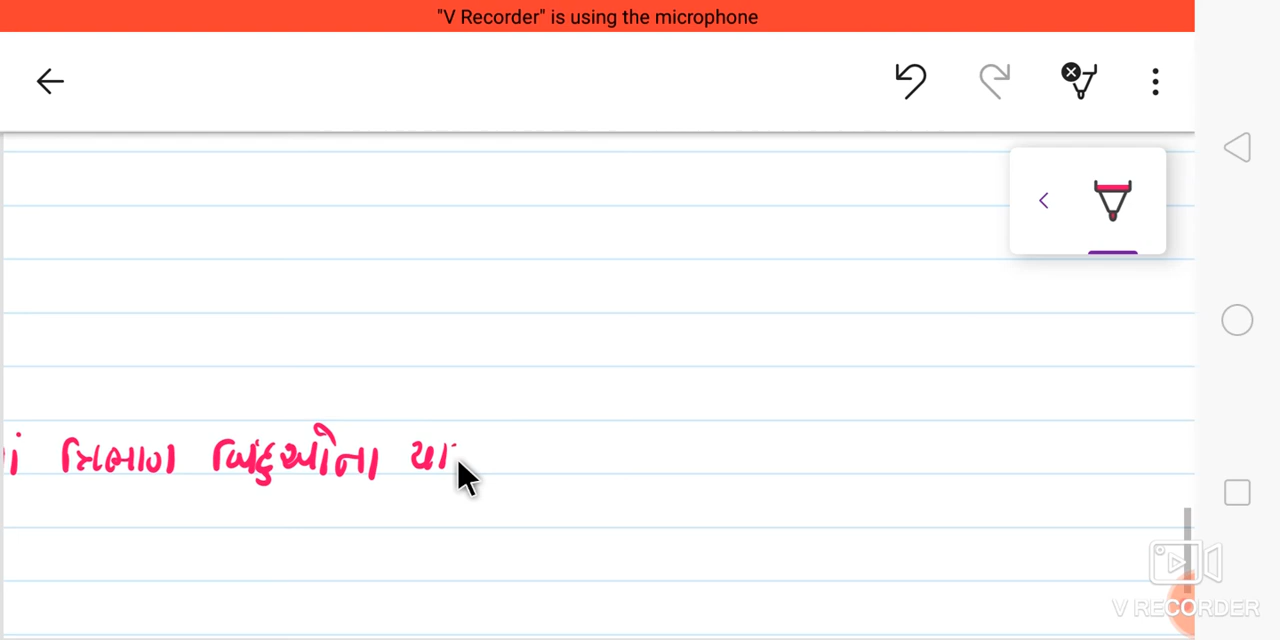 "V Recorder" is using the microphone
ત્રિભાગ બિંદુઓના યા
V RECORDER